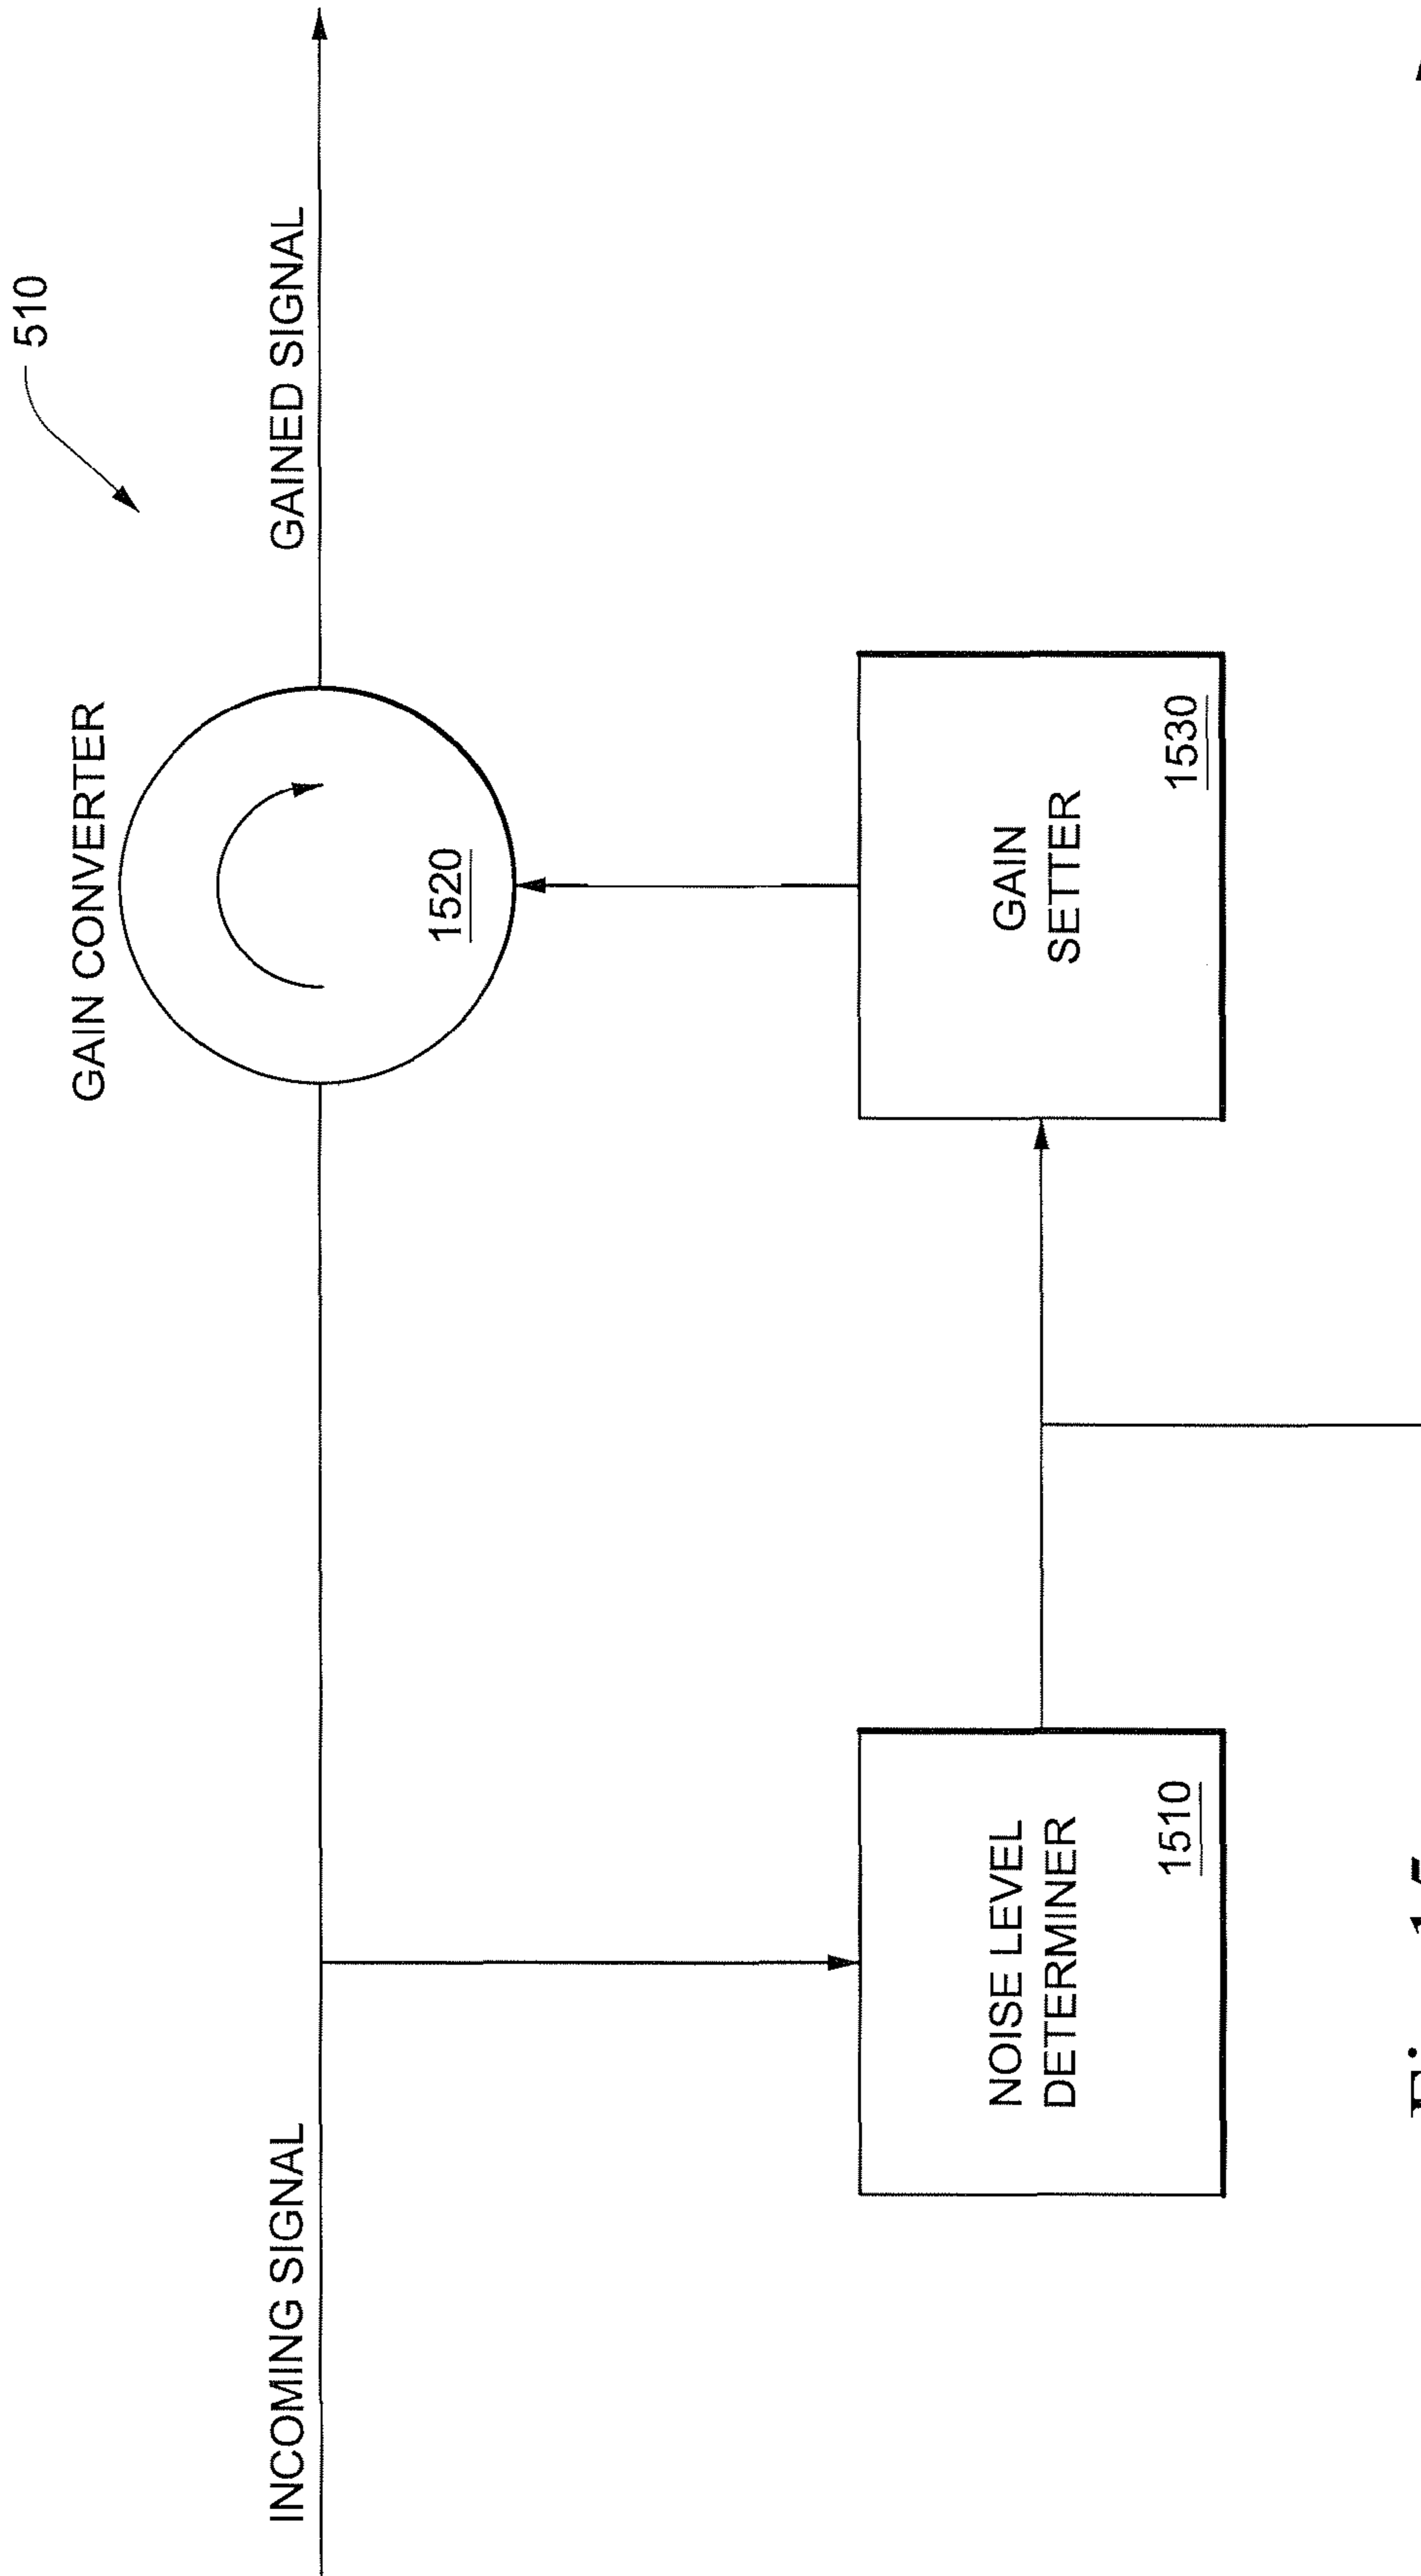 510
GAIN CONVERTER
INCOMING SIGNAL
GAINED SIGNAL
1520
NOISE LEVEL
DETERMINER
1510
GAIN
SETTER
1530